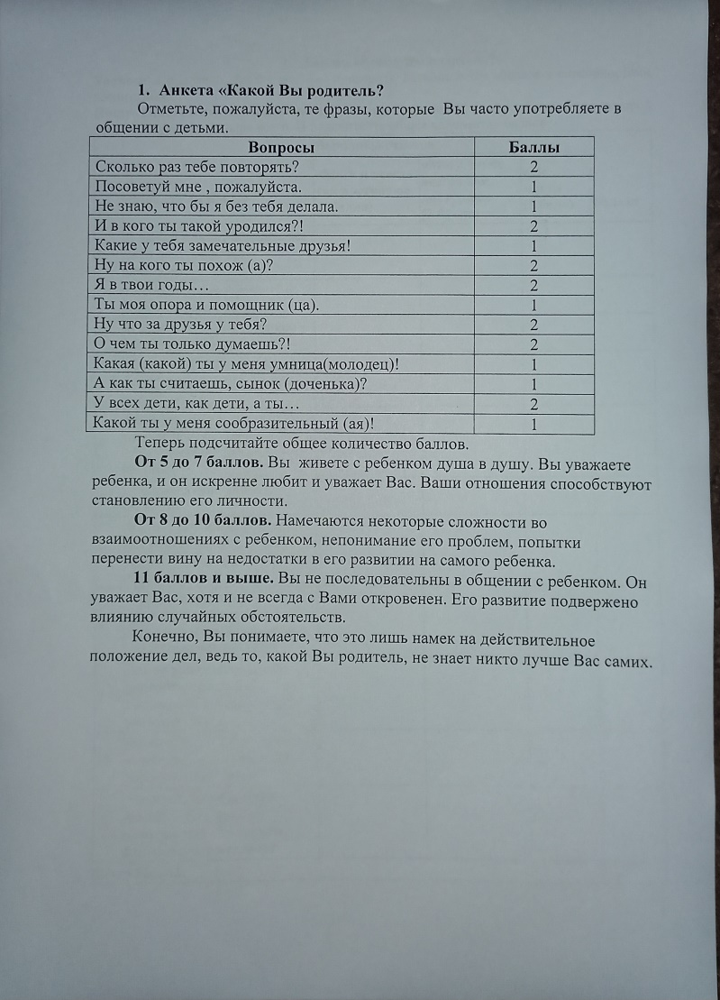 1. Анкета «Какой Вы родитель?
Отметьте, пожалуйста, те фразы, которые Вы часто употребляете в
общении с детьми.
Вопросы Баллы
Сколько раз тебе повторять? 2
Посоветуй мне , пожалуйста. 1
Не знаю, что бы я без тебя делала. 1
И в кого ты такой уродился?! 2
Какие у тебя замечательные друзья! 1
Ну на кого ты похож (а)? 2
Я в твои годы… 2
Ты моя опора и помощник (ца). 1
Ну что за друзья у тебя? 2
О чем ты только думаешь?! 2
Какая (какой) ты у меня умница(молодец)! 1
А как ты считаешь, сынок (доченька)? 1
У всех дети, как дети, а ты… 2
Какой ты у меня сообразительный (ая)! 1
Теперь подсчитайте общее количество баллов.
От 5 до 7 баллов. Вы живете с ребенком душа в душу. Вы уважаете
ребенка, и он искренне любит и уважает Вас. Ваши отношения способствуют
становлению его личности.
От 8 до 10 баллов. Намечаются некоторые сложности во
взаимоотношениях с ребенком, непонимание его проблем, попытки
перенести вину на недостатки в его развитии на самого ребенка.
11 баллов и выше. Вы не последовательны в общении с ребенком. Он
уважает Вас, хотя и не всегда с Вами откровенен. Его развитие подвержено
влиянию случайных обстоятельств.
Конечно, Вы понимаете, что это лишь намек на действительное
положение дел, ведь то, какой Вы родитель, не знает никто лучше Вас самих.